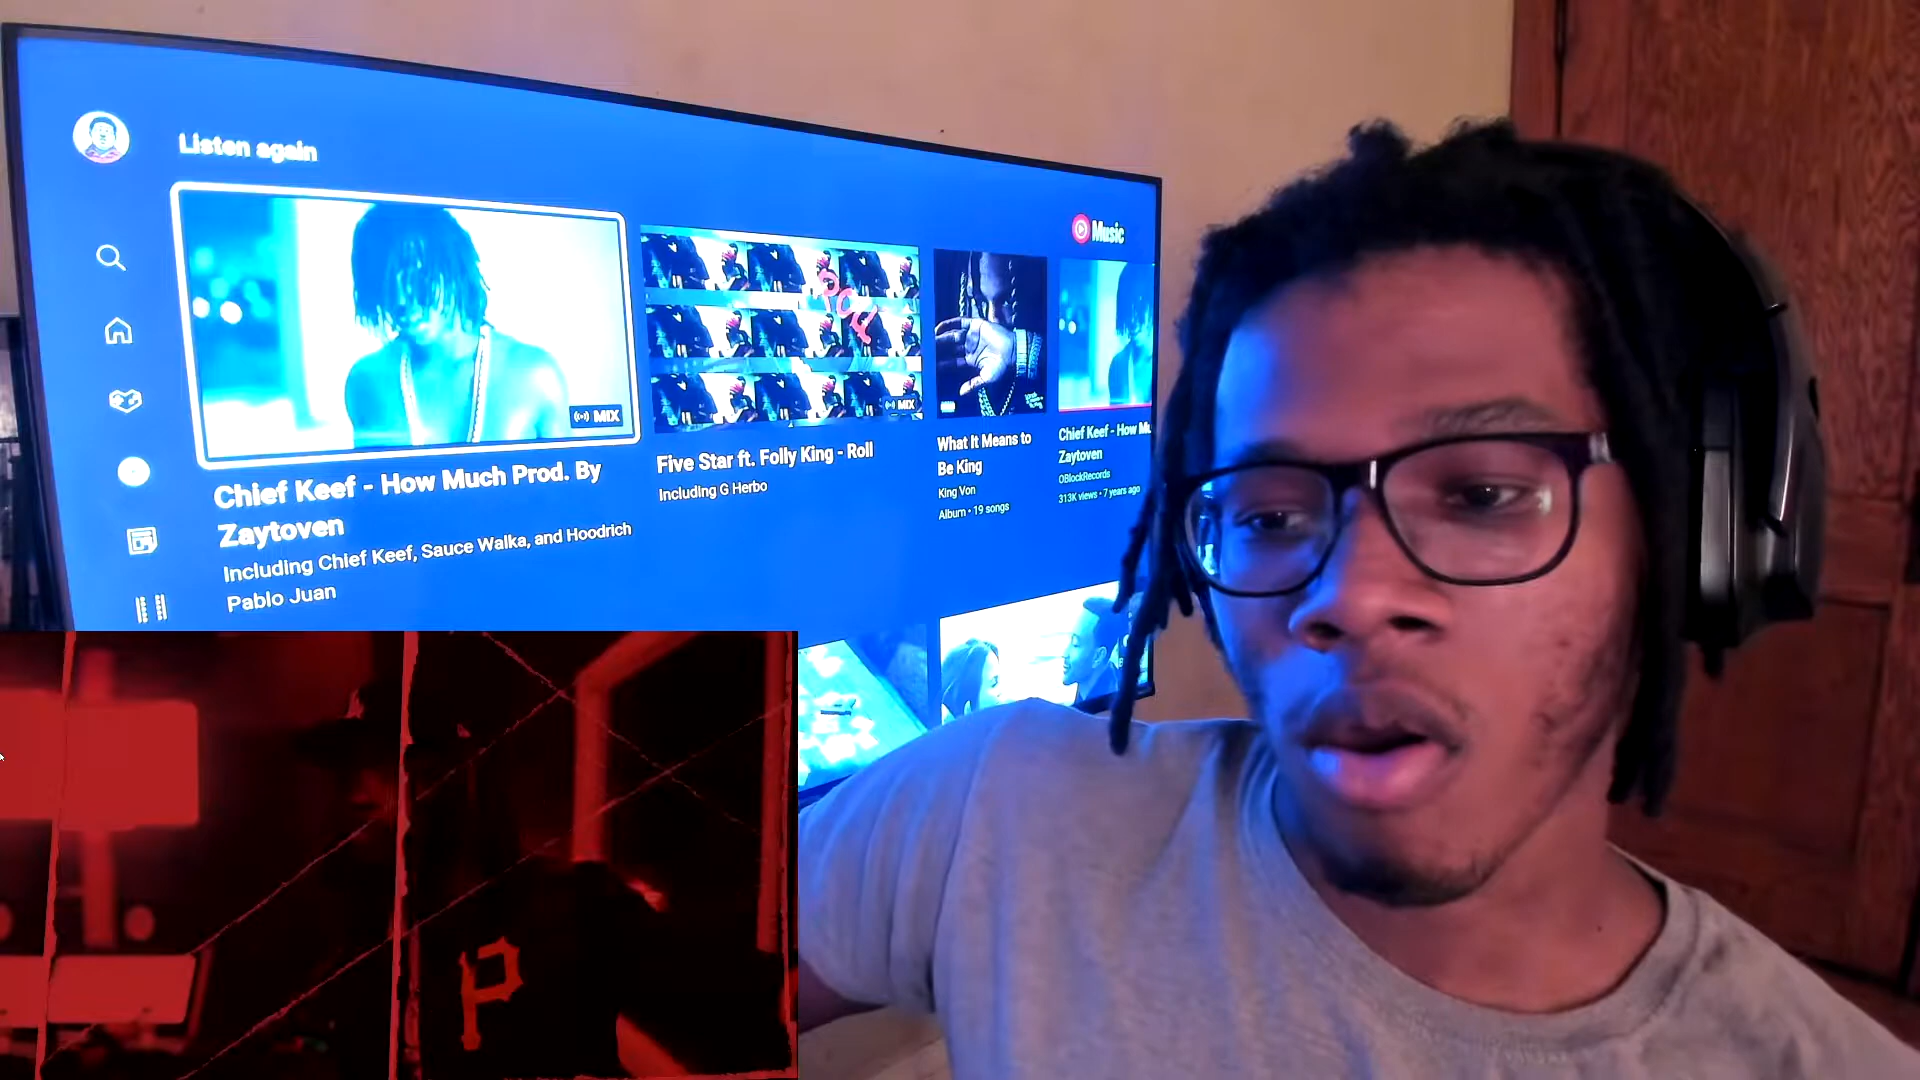 Listen again
Music
MIX
MIX
Chief Keef - How Much Prod. By
Zaytoven
Including Chief Keef, Sauce Walka, and Hoodrich
Pablo Juan
Five Star ft. Folly King - Roll
Including G Herbo
What It Means to
Be King
King Von
Album • 19 songs
Chief Keef - How Mu
Zaytoven
OBlockRecords
313K views • 7 years ago
P